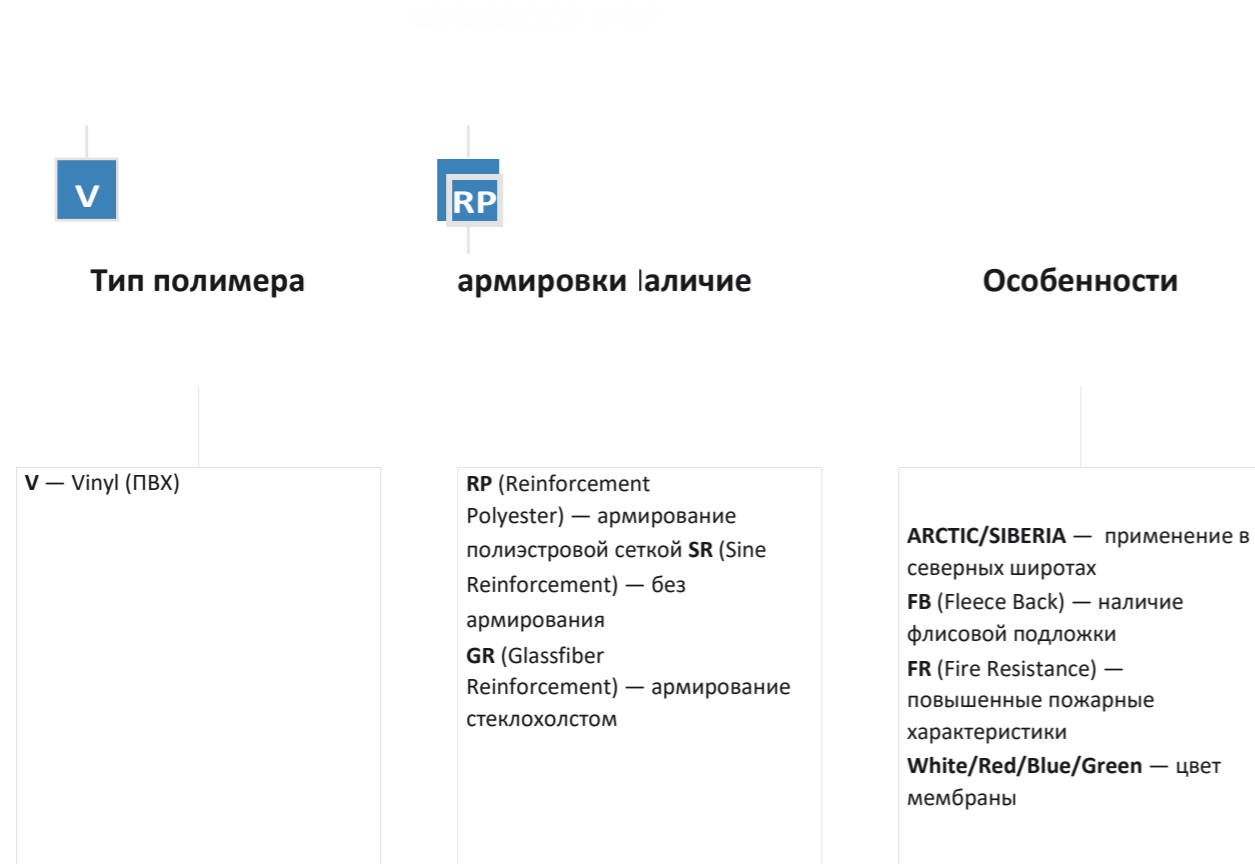 V
RP
Тип полимера
армировки аличие
Особенности
V — Vinyl (ПВХ)
RP (Reinforcement
Polyester) — армирование
полиэстровой сеткой SR (Sine
Reinforcement) — без
армирования
GR (Glassfiber
Reinforcement) — армирование
стеклохолстом
ARCTIC/SIBERIA — применение в
северных широтах
FB (Fleece Back) — наличие
флисовой подложки
FR (Fire Resistance) —
повышенные пожарные
характеристики
White/Red/Blue/Green — цвет
мембраны